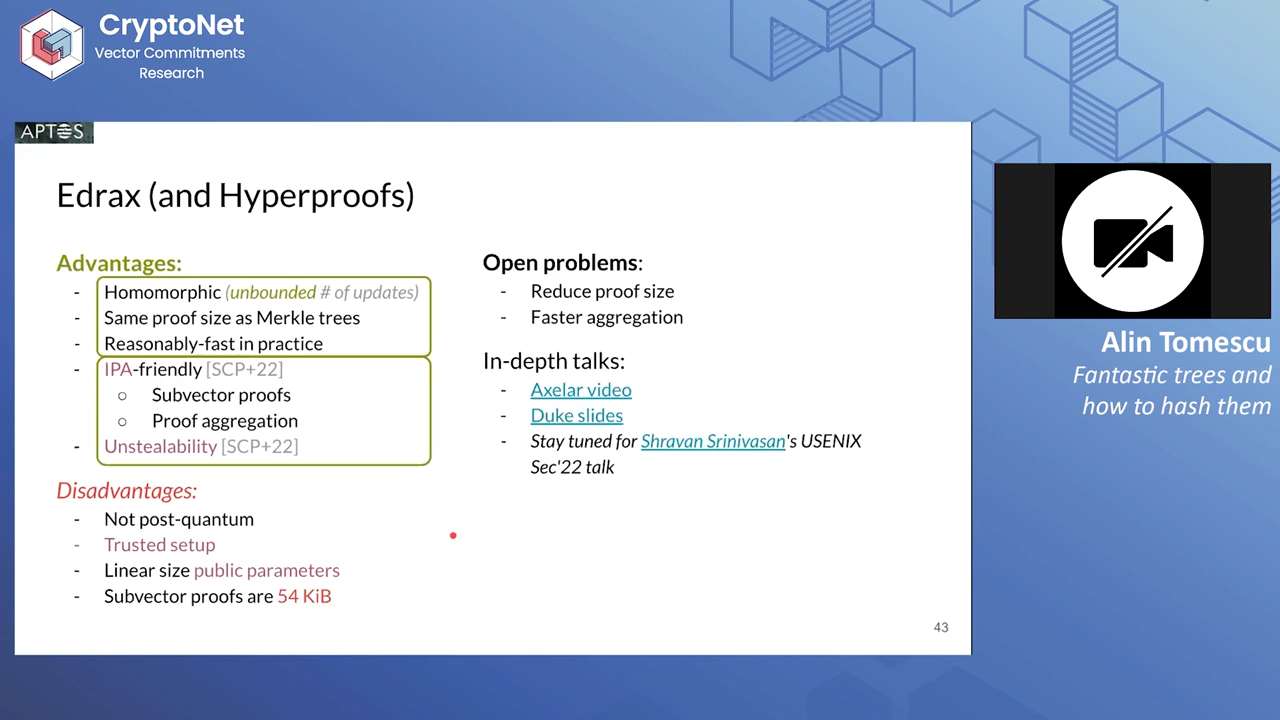 CryptoNet
Vector Commitments
Research
APTOS
Edrax (and Hyperproofs)
Advantages:
- Homomorphic (unbounded # of updates)
- Same proof size as Merkle trees
- Reasonably-fast in practice
- IPA-friendly [SCP+22]
○ Subvector proofs
○ Proof aggregation
- Unstealability [SCP+22]
Disadvantages:
- Not post-quantum
- Trusted setup
- Linear size public parameters
- Subvector proofs are 54 KiB
Open problems:
- Reduce proof size
- Faster aggregation
In-depth talks:
- Axelar video
- Duke slides
- Stay tuned for Shravan Srinivasan's USENIX
Sec'22 talk
43
Alin Tomescu
Fantastic trees and
how to hash them